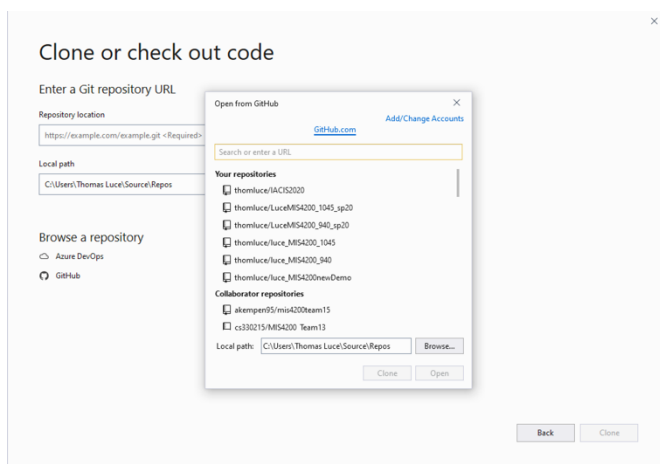 Clone or check out code
Enter a Git repository URL
Repository location
https://example.com/example.git <Required>
Local path
C:\Users\Thomas Luce\Source\Repos
Browse a repository
Azure DevOps
GitHub
Open from GitHub
Add/Change Accounts
GitHub.com
Search or enter a URL
Your repositories
thomluce/IACIS2020
thomluce/LuceMIS4200_1045_sp20
thomluce/LuceMIS4200_940_sp20
thomluce/luce_MIS4200_1045
thomluce/luce_MIS4200_940
thomluce/luce_MIS4200newDemo
Collaborator repositories
akempen95/mis4200team15
cs330215/MIS4200 Team13
Local path: C:\Users\Thomas Luce\Source\Repos Browse...
Clone Open
Back Clone